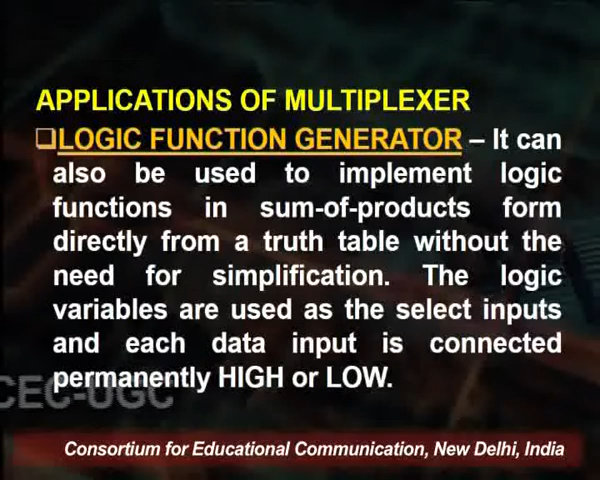 APPLICATIONS OF MULTIPLEXER
❑LOGIC FUNCTION GENERATOR – It can
also be used to implement logic
functions in sum-of-products form
directly from a truth table without the
need for simplification. The logic
variables are used as the select inputs
and each data input is connected
permanently HIGH or LOW.
CEC-UGC
Consortium for Educational Communication, New Delhi, India